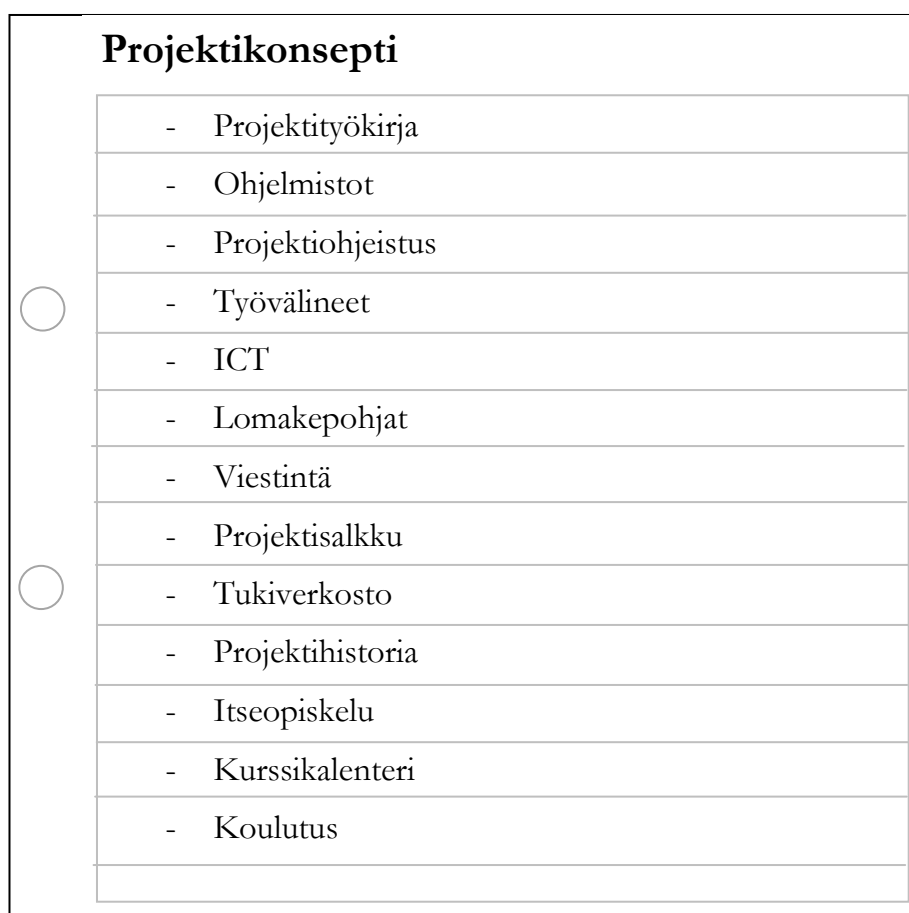 Projektikonsepti
- Projektityökirja
- Ohjelmistot
- Projektiohjeistus
- Työvälineet
- ICT
- Lomakepohjat
- Viestintä
- Projektisalkku
- Tukiverkosto
- Projektihistoria
- Itseopiskelu
- Kurssikalenteri
- Koulutus